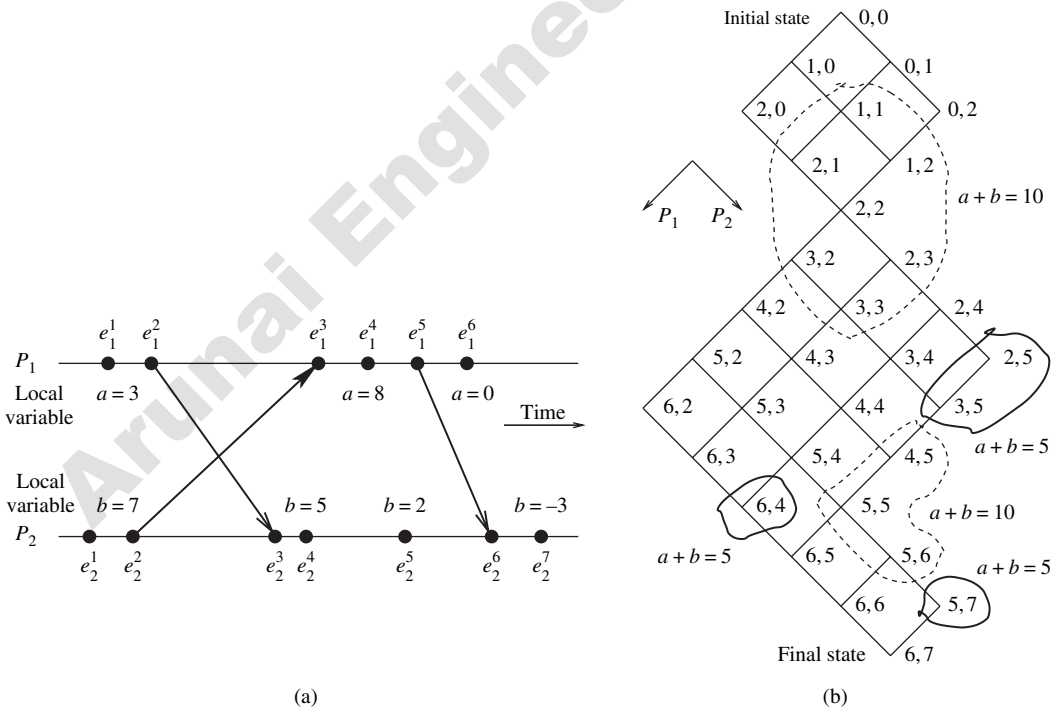 Arunai Enginee
Initial state 0, 0
1, 0 0, 1
2, 0 1, 1 0, 2
2, 1 1, 2
P₁ P₂ a + b = 10
2, 2
3, 2 2, 3
4, 2 3, 3 2, 4
5, 2 4, 3 3, 4 2, 5
6, 2 5, 3 4, 4 3, 5
a + b = 5
6, 3 5, 4 4, 5
6, 4 5, 5 a + b = 10
a + b = 5 6, 5 5, 6 a + b = 5
6, 6 5, 7
Final state 6, 7
(b)
e₁¹ e₁² e₁³ e₁⁴ e₁⁵ e₁⁶
P₁
Local variable a = 3 a = 8 a = 0
Time
Local variable b = 7 b = 5 b = 2 b = –3
P₂
e₂¹ e₂² e₂³ e₂⁴ e₂⁵ e₂⁶ e₂⁷
(a)